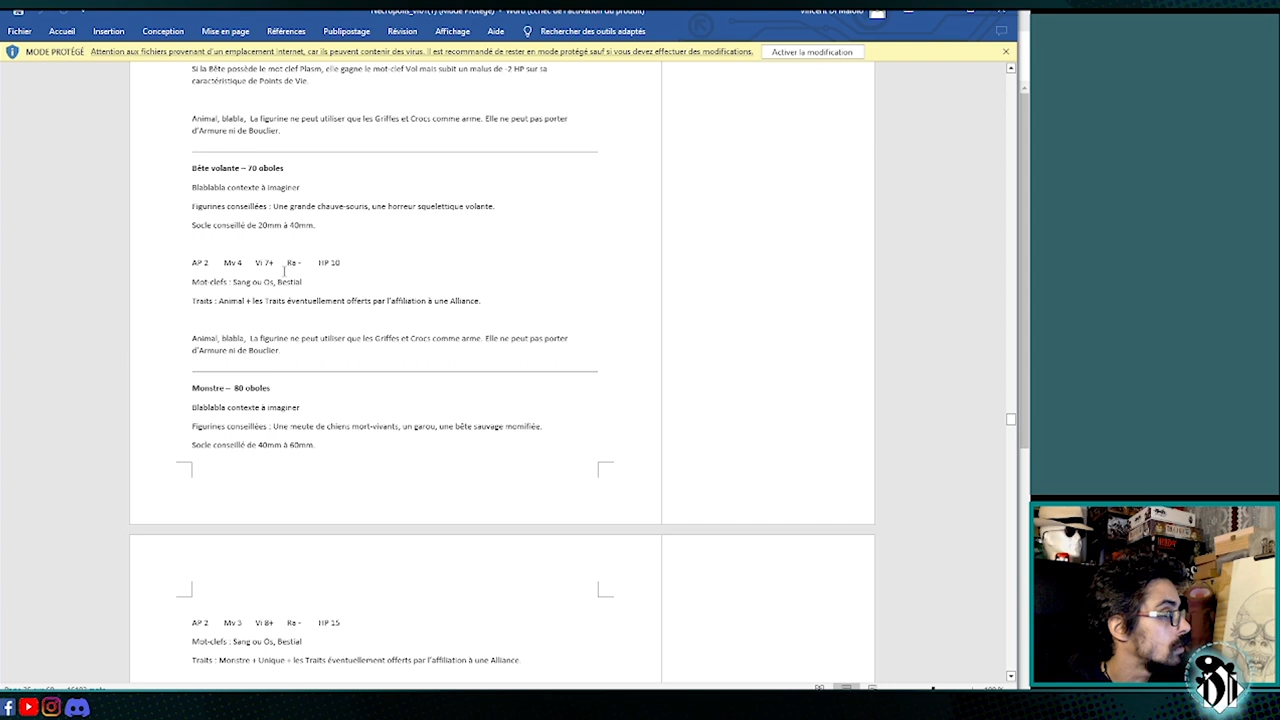 Necropolis_v101(1) (Mode Protégé) - Word (Échec de l'activation du produit)
Fichier Accueil Insertion Conception Mise en page Références Publipostage Révision Affichage Aide Rechercher des outils adaptés
MODE PROTÉGÉ Attention aux fichiers provenant d'un emplacement Internet, car ils peuvent contenir des virus. Il est recommandé de rester en mode protégé sauf si vous devez effectuer des modifications. Activer la modification
Si la Bête possède le mot clef Plasm, elle gagne le mot-clef Vol mais subit un malus de -2 HP sur sa
caractéristique de Points de Vie.
Animal, blabla, La figurine ne peut utiliser que les Griffes et Crocs comme arme. Elle ne peut pas porter
d'Armure ni de Bouclier.
Bête volante – 70 oboles
Blablabla contexte à imaginer
Figurines conseillées : Une grande chauve-souris, une horreur squelettique volante.
Socle conseillé de 20mm à 40mm.
AP 2 Mv 4 Vi 7+ Ra - HP 10
Mot-clefs : Sang ou Os, Bestial
Traits : Animal + les Traits éventuellement offerts par l'affiliation à une Alliance.
Animal, blabla, La figurine ne peut utiliser que les Griffes et Crocs comme arme. Elle ne peut pas porter
d'Armure ni de Bouclier.
Monstre – 80 oboles
Blablabla contexte à imaginer
Figurines conseillées : Une meute de chiens mort-vivants, un garou, une bête sauvage momifiée.
Socle conseillé de 40mm à 60mm.
AP 2 Mv 3 Vi 8+ Ra - HP 15
Mot-clefs : Sang ou Os, Bestial
Traits : Monstre + Unique + les Traits éventuellement offerts par l'affiliation à une Alliance.